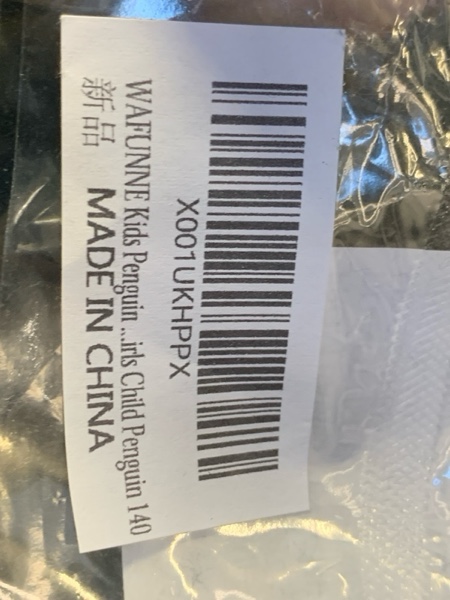 X001UKHPPX
WAFUNNE Kids Penguin ...irls Child Penguin 140
新品 MADE IN CHINA